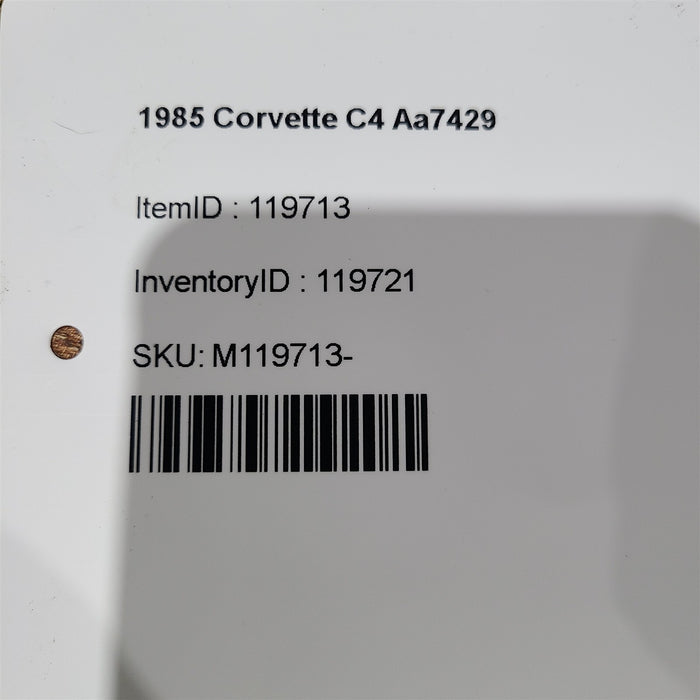 1985 Corvette C4 Aa7429
ItemID : 119713
InventoryID : 119721
SKU: M119713-